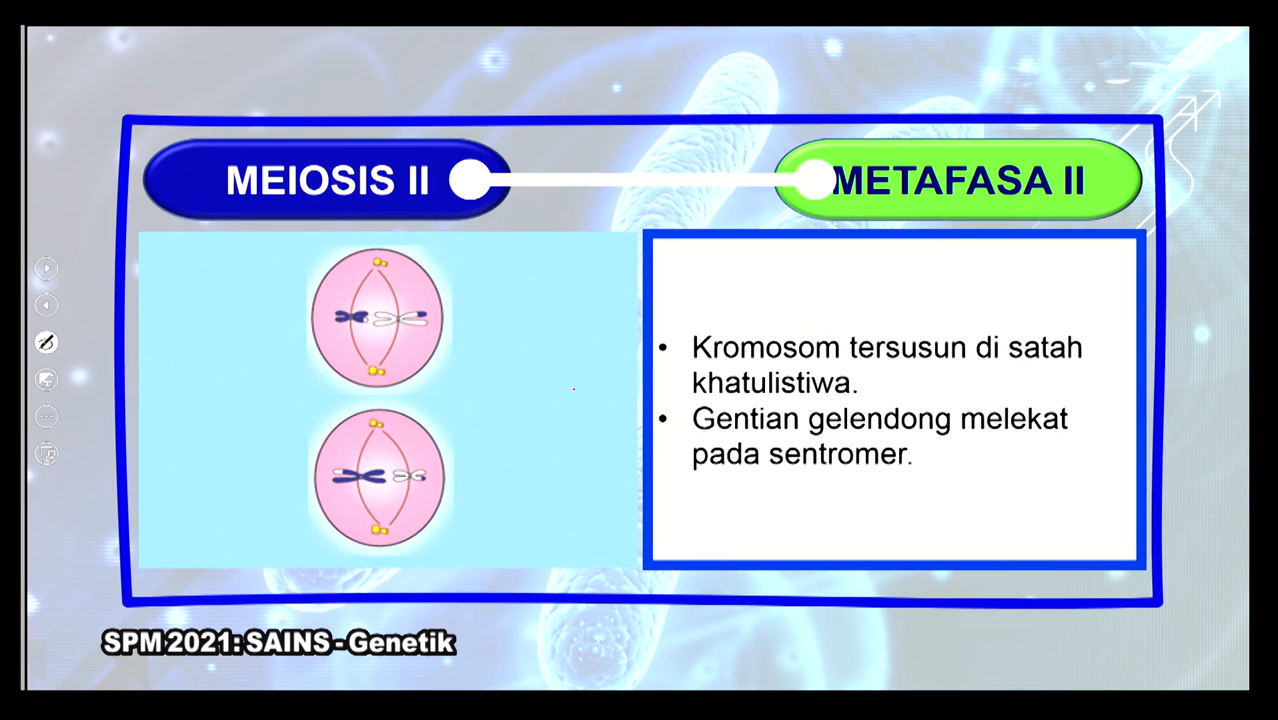 MEIOSIS II
METAFASA II
• Kromosom tersusun di satah
khatulistiwa.
• Gentian gelendong melekat
pada sentromer.
SPM 2021: SAINS - Genetik